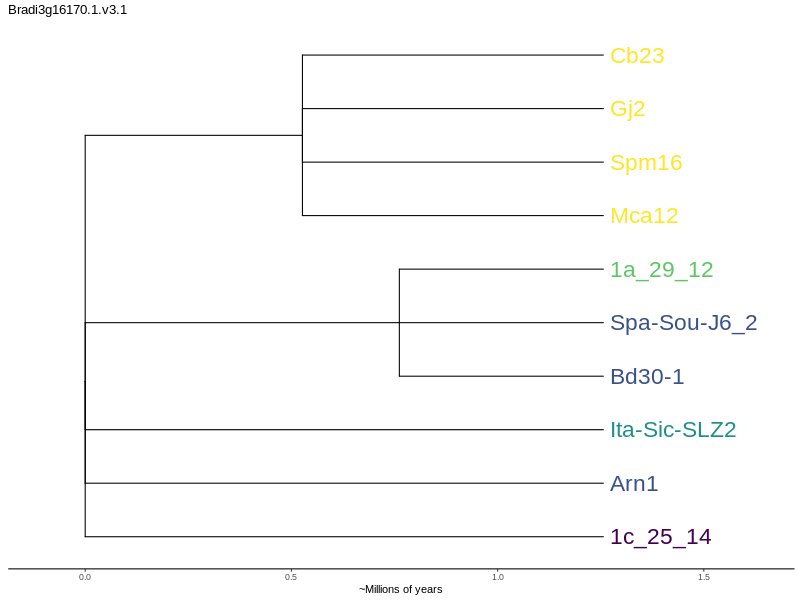 Bradi3g16170.1.v3.1
Cb23
Gj2
Spm16
Mca12
1a_29_12
Spa-Sou-J6_2
Bd30-1
Ita-Sic-SLZ2
Arn1
1c_25_14
0.0 0.5 1.0 1.5
~Millions of years